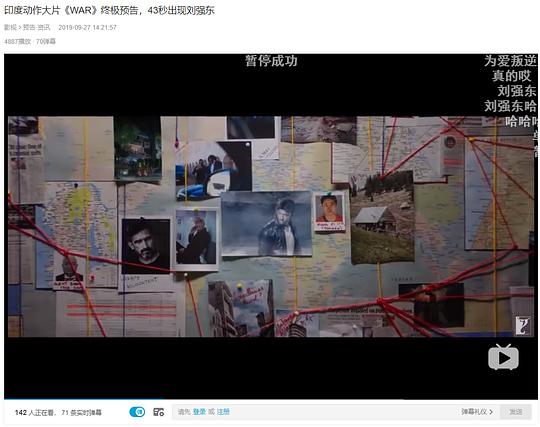 印度动作大片《WAR》终极预告，43秒出现刘强东
影视 > 预告·资讯 2019-09-27 14:21:57
4887播放 · 70弹幕
暂停成功
为爱叛逆
真的哎
刘强东
刘强东哈
哈哈哈
142 人正在看，71 条实时弹幕
请先 登录 或 注册
弹幕礼仪 >
发送